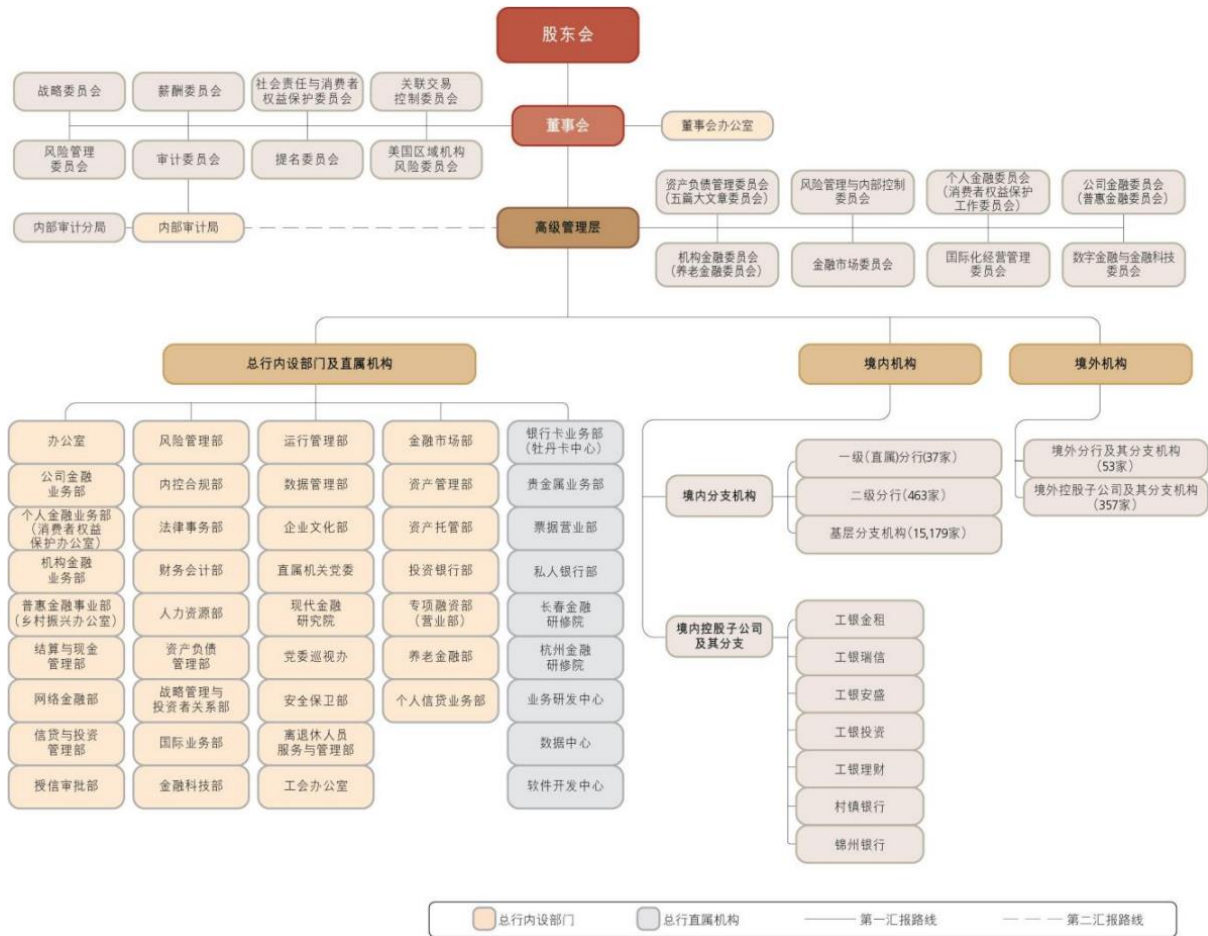 股东会
战略委员会
薪酬委员会
社会责任与消费者
权益保护委员会
关联交易
控制委员会
董事会
董事会办公室
风险管理
委员会
审计委员会
提名委员会
美国区域机构
风险委员会
资产负债管理委员会
(五篇大文章委员会)
风险管理与内部控制
委员会
个人金融委员会
(消费者权益保护
工作委员会)
公司金融委员会
(普惠金融委员会)
内部审计分局
内部审计局
高级管理层
机构金融委员会
(养老金融委员会)
金融市场委员会
国际化经营管理
委员会
数字金融与金融科技
委员会
总行内设部门及直属机构
境内机构
境外机构
办公室
公司金融
业务部
个人金融业务部
(消费者权益
保护办公室)
机构金融
业务部
普惠金融事业部
(乡村振兴办公室)
结算与现金
管理部
网络金融部
信贷与投资
管理部
授信审批部
风险管理部
内控合规部
法律事务部
财务会计部
人力资源部
资产负债
管理部
战略管理与
投资者关系部
国际业务部
金融科技部
运行管理部
数据管理部
企业文化部
直属机关党委
现代金融
研究院
党委巡视办
安全保卫部
离退休人员
服务与管理部
工会办公室
金融市场部
资产管理部
资产托管部
投资银行部
专项融资部
(营业部)
养老金融部
个人信贷业务部
银行卡业务部
(牡丹卡中心)
贵金属业务部
票据营业部
私人银行部
长春金融
研修院
杭州金融
研修院
业务研发中心
数据中心
软件开发中心
境内分支机构
一级(直属)分行(37家)
二级分行(463家)
基层分支机构(15,179家)
境内控股子公司
及其分支
工银金租
工银瑞信
工银安盛
工银投资
工银理财
村镇银行
锦州银行
境外分行及其分支机构
(53家)
境外控股子公司及其分支机构
(357家)
总行内设部门
总行直属机构
第一汇报路线
第二汇报路线